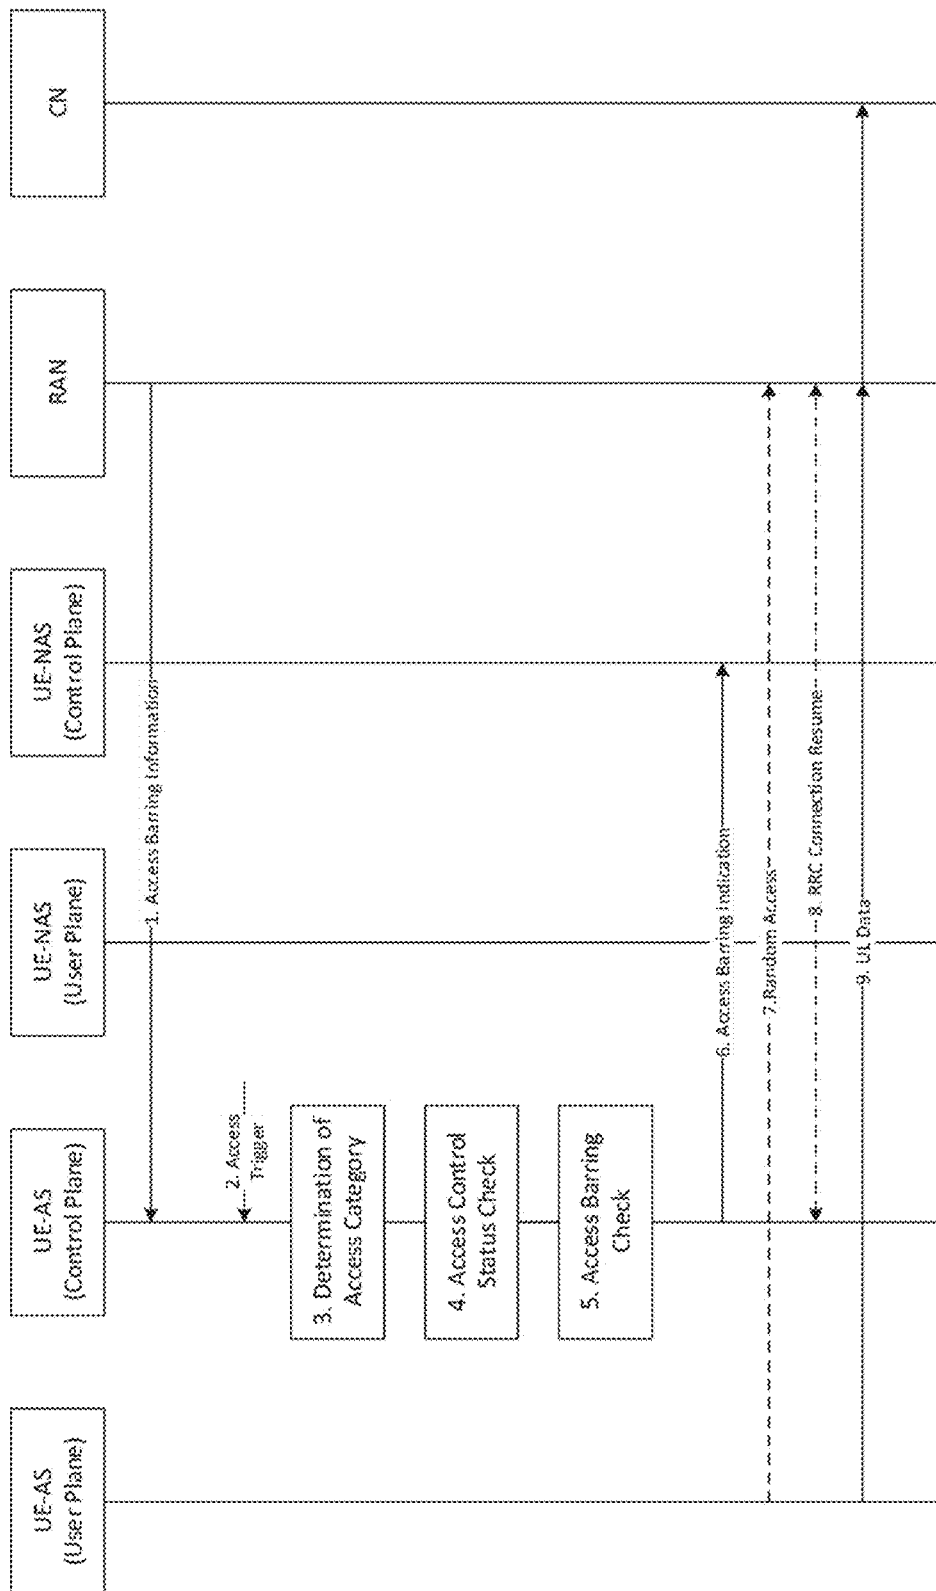 UE-AS
(User Plane)
UE-AS
(Control Plane)
UE-NAS
(User Plane)
UE-NAS
(Control Plane)
RAN
CN
1. Access Barring Information
2. Access
Trigger
3. Determination of
Access Category
4. Access Control
Status Check
5. Access Barring
Check
6. Access Barring Indication
7.Random Access
8. RRC Connection Resume
9. UL Data